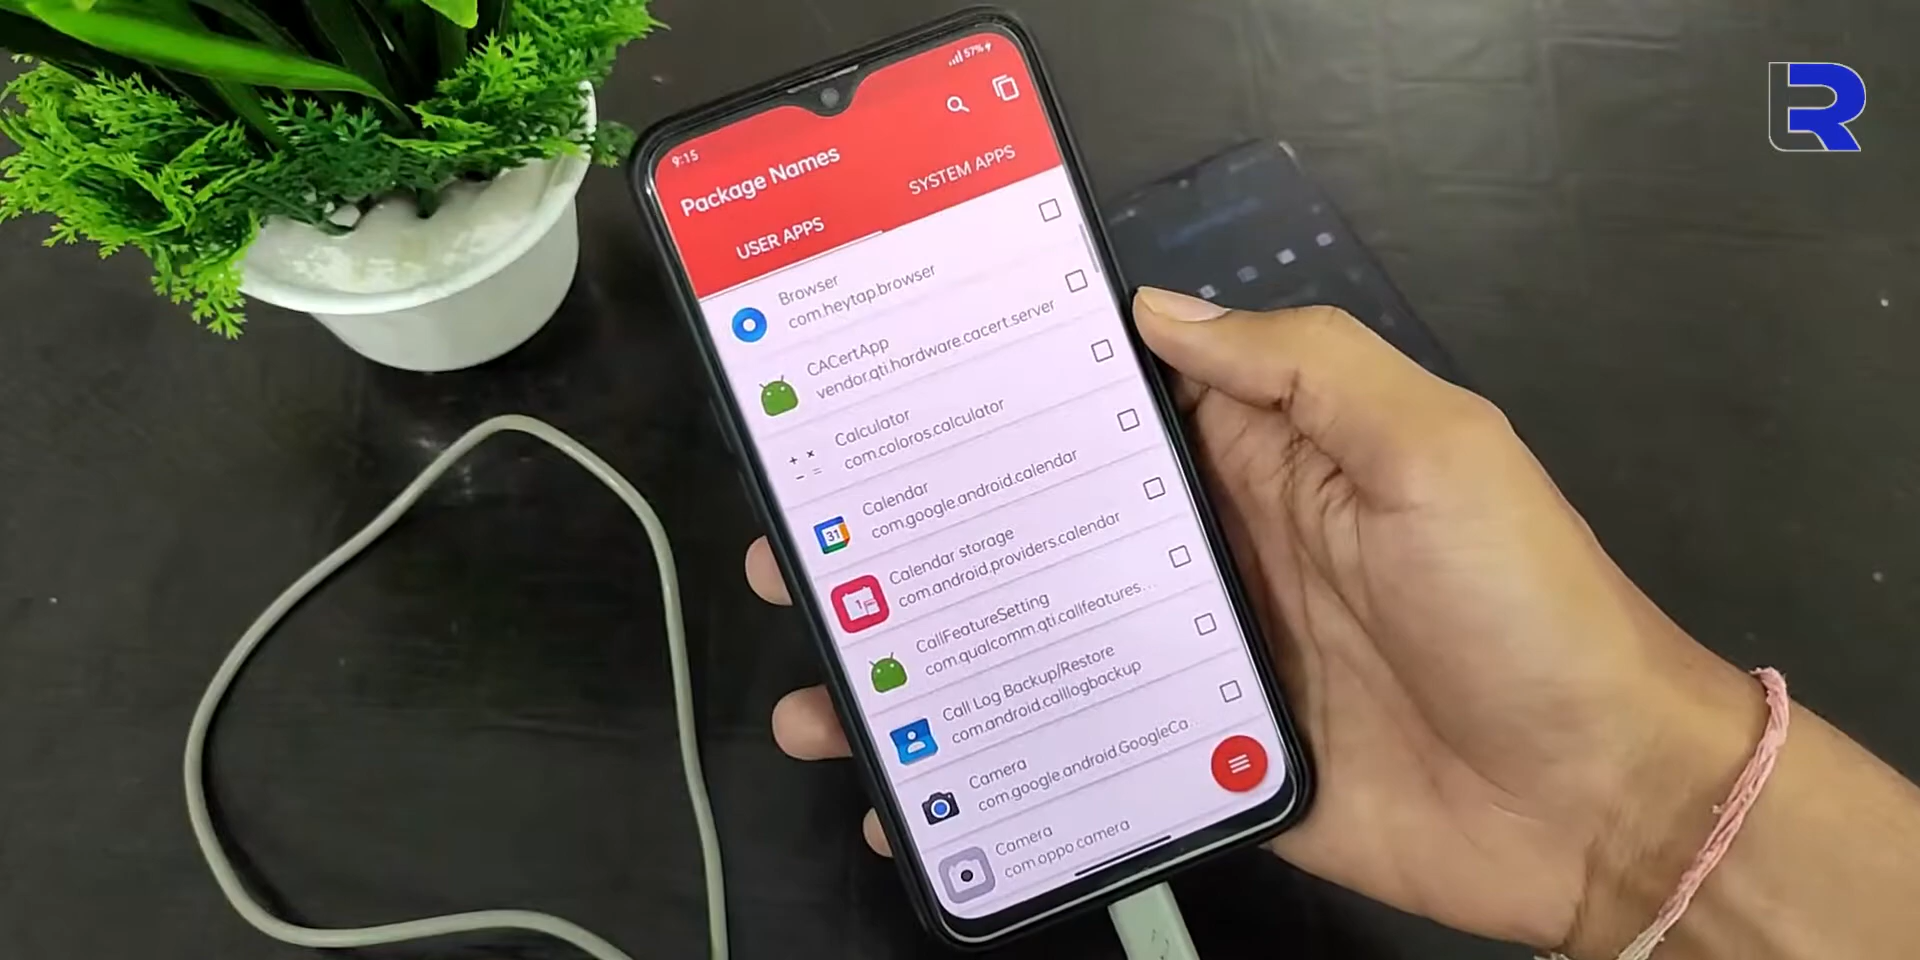 57%
9:15
Package Names
USER APPS
SYSTEM APPS
Browser
com.heytap.browser
CACertApp
vendor.qti.hardware.cacert.server
Calculator
com.coloros.calculator
31
Calendar
com.google.android.calendar
1
Calendar storage
com.android.providers.calendar
CallFeatureSetting
com.qualcomm.qti.callfeatures...
Call Log Backup/Restore
com.android.calllogbackup
Camera
com.google.android.GoogleCa...
Camera
com.oppo.camera
R